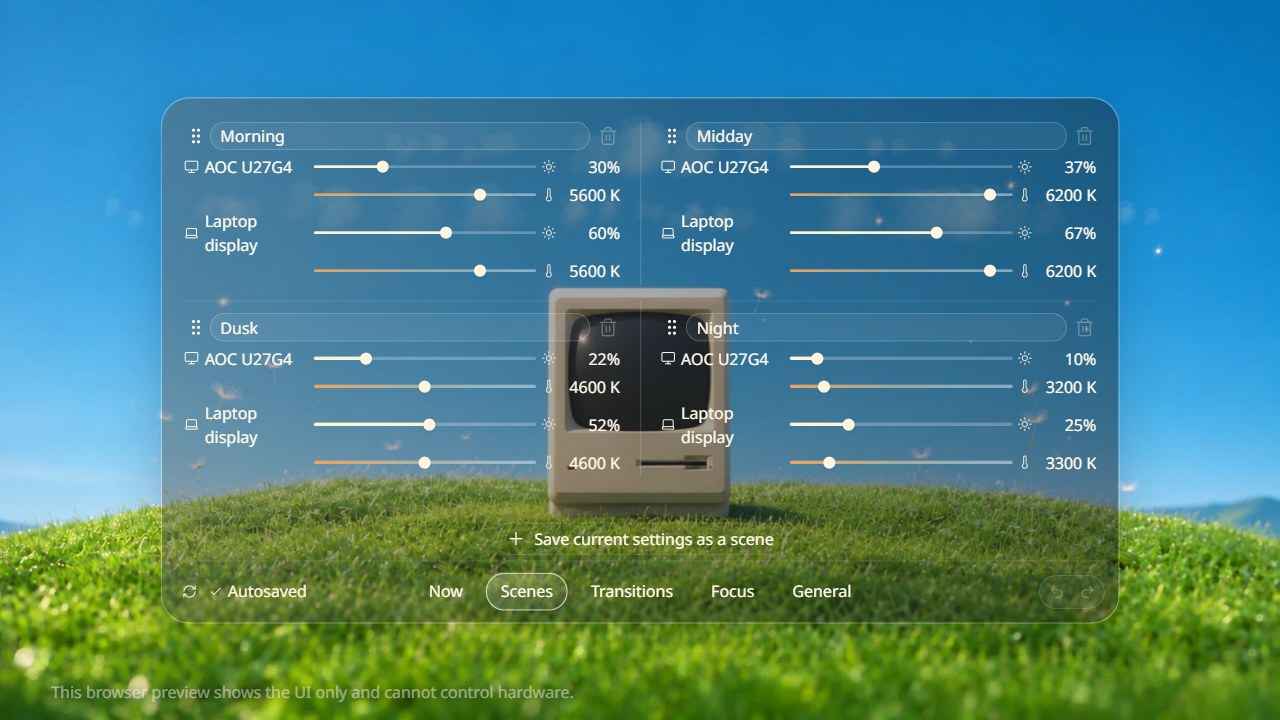 Morning
AOC U27G4
30%
5600 K
Laptop
display
60%
5600 K
Midday
AOC U27G4
37%
6200 K
Laptop
display
67%
6200 K
Dusk
AOC U27G4
22%
4600 K
Laptop
display
52%
4600 K
Night
AOC U27G4
10%
3200 K
Laptop
display
25%
3300 K
+ Save current settings as a scene
✓ Autosaved
Now
Scenes
Transitions
Focus
General
This browser preview shows the UI only and cannot control hardware.